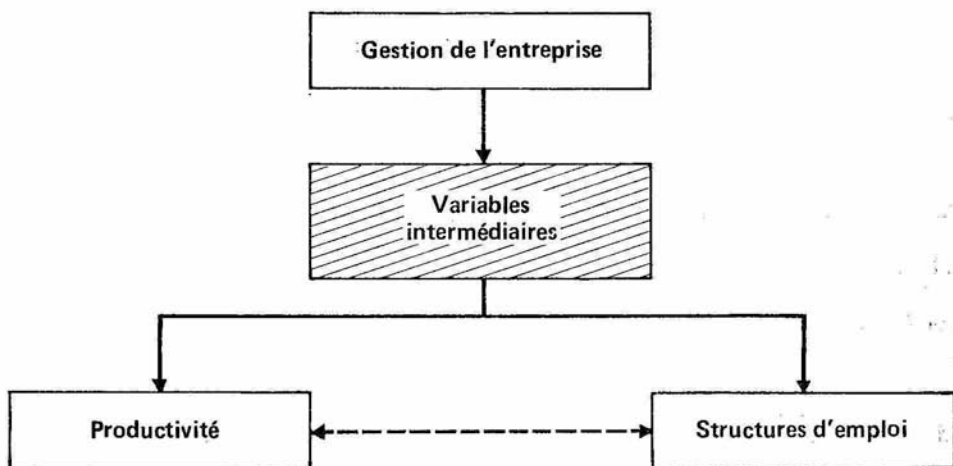 Gestion de l'entreprise
Variables
intermédiaires
Productivité
Structures d'emploi